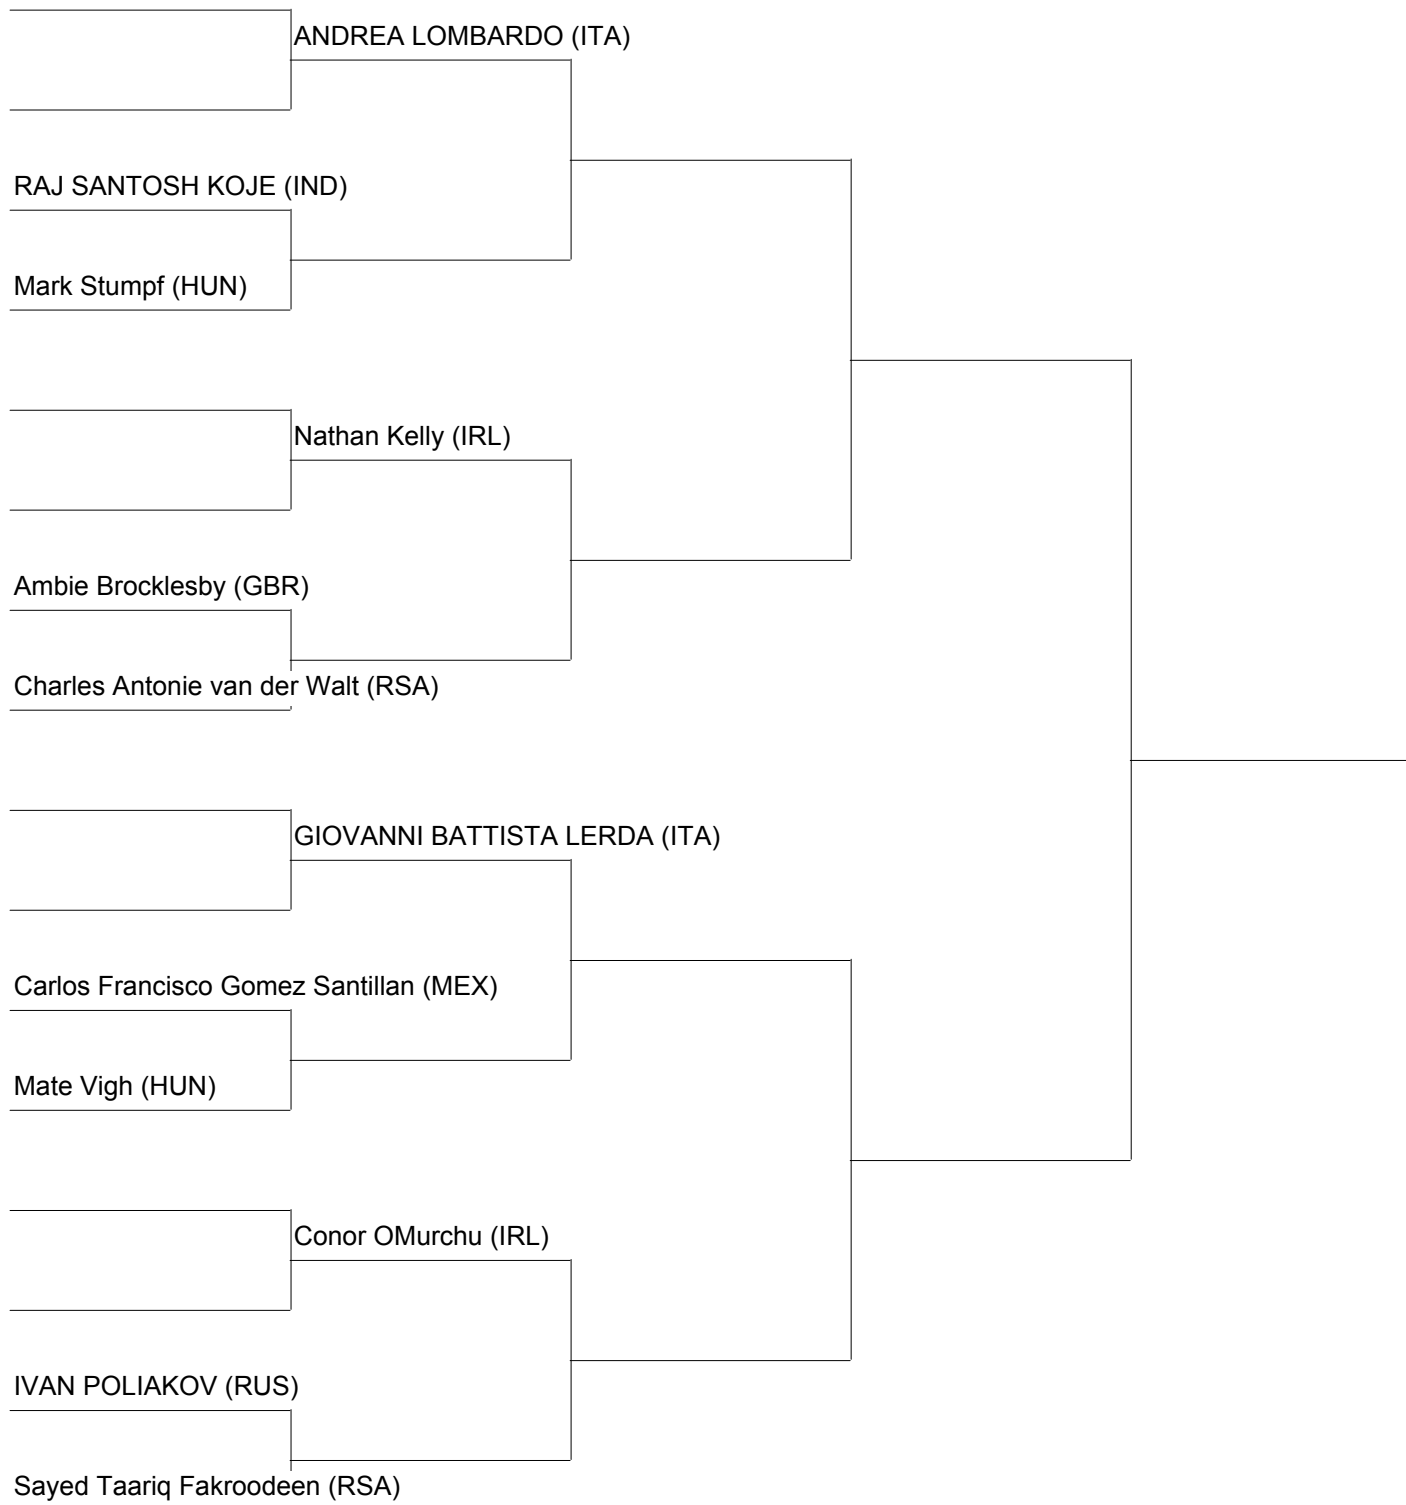 ANDREA LOMBARDO (ITA)
RAJ SANTOSH KOJE (IND)
Mark Stumpf (HUN)
Nathan Kelly (IRL)
Ambie Brocklesby (GBR)
Charles Antonie van der Walt (RSA)
GIOVANNI BATTISTA LERDA (ITA)
Carlos Francisco Gomez Santillan (MEX)
Mate Vigh (HUN)
Conor OMurchu (IRL)
IVAN POLIAKOV (RUS)
Sayed Taariq Fakroodeen (RSA)